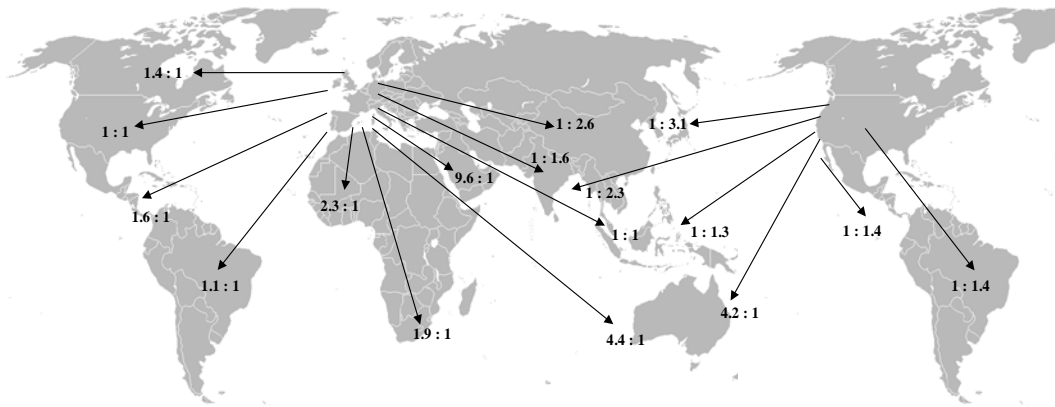 1.4 : 1
1 : 1
1.6 : 1
1.1 : 1
2.3 : 1
1.9 : 1
9.6 : 1
1 : 2.6
1 : 1.6
1 : 1
4.4 : 1
1 : 3.1
1 : 2.3
1 : 1.3
4.2 : 1
1 : 1.4
1 : 1.4